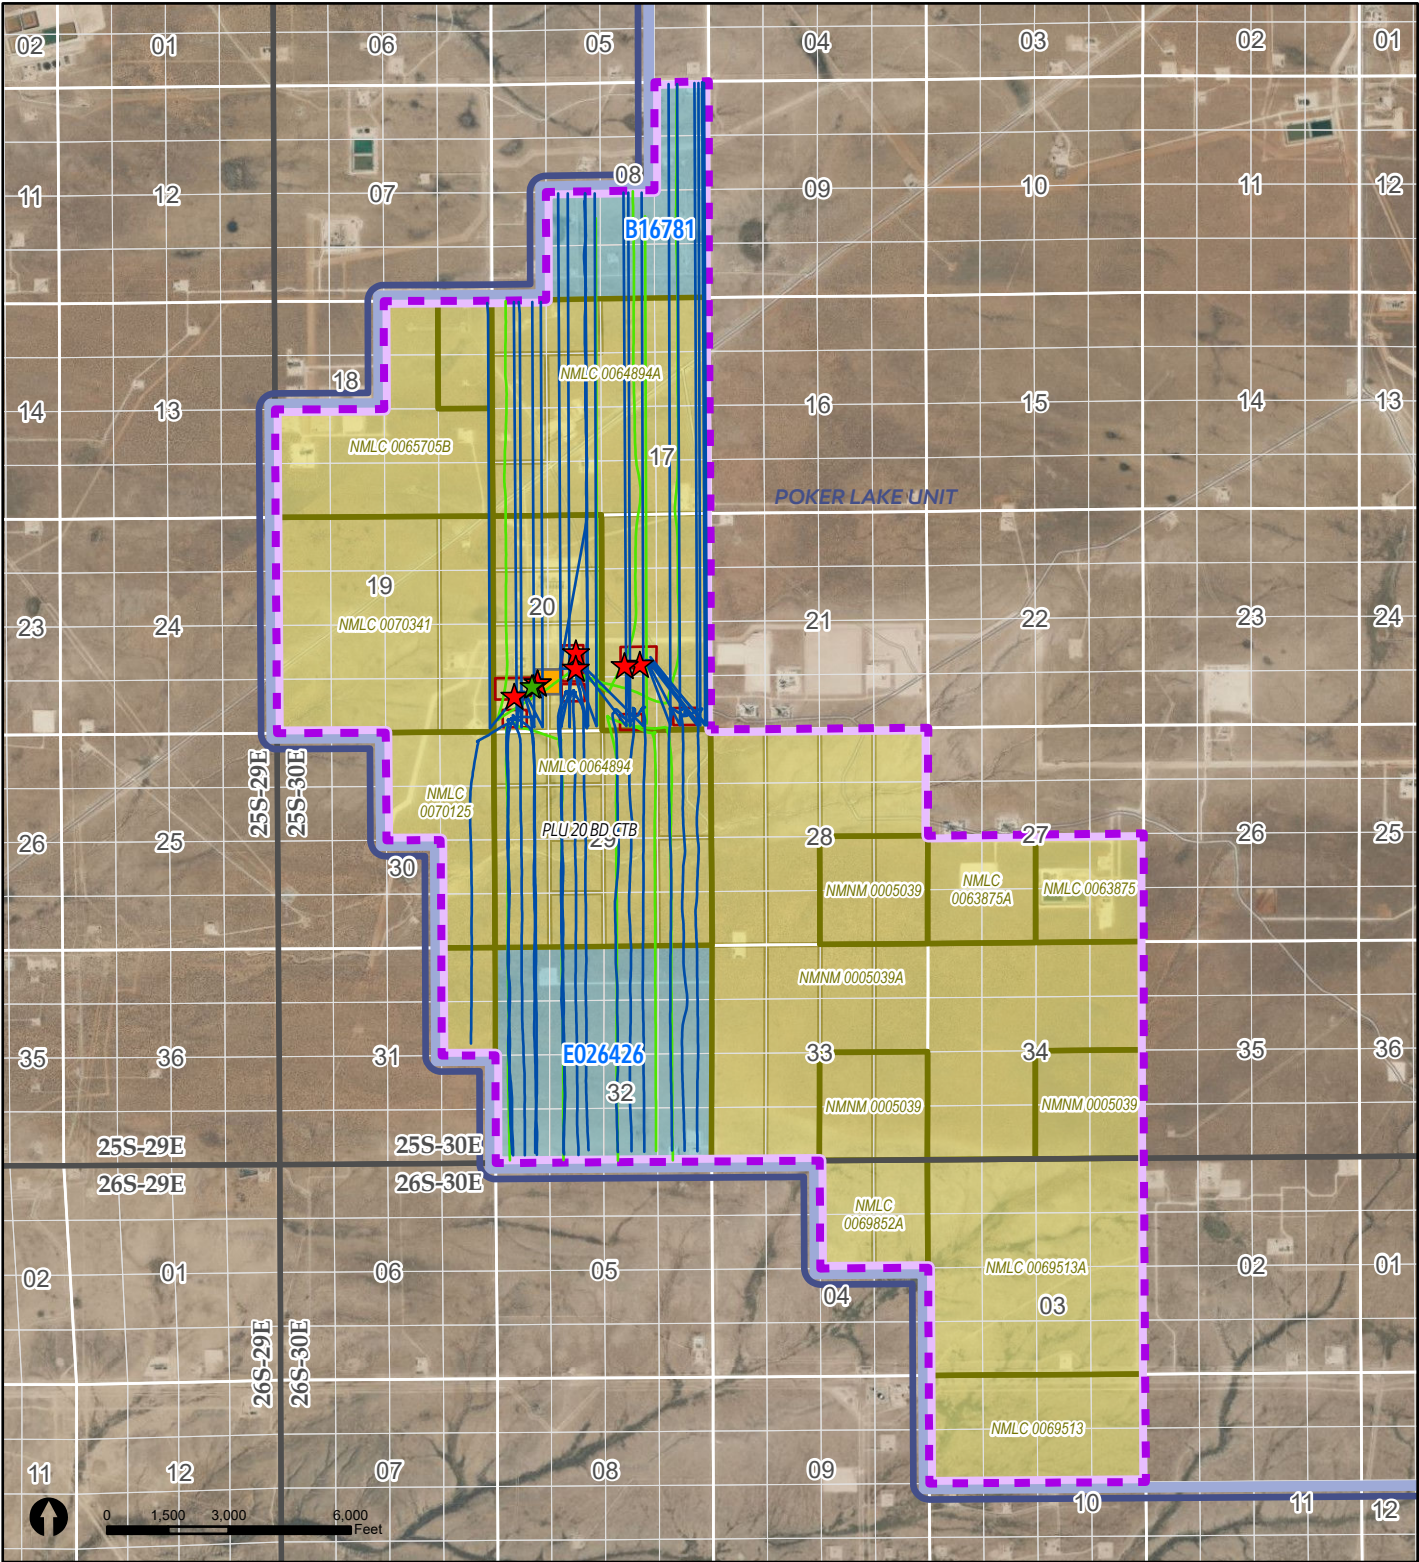 02
01
06
05
04
03
02
01
11
12
07
08
09
10
11
12
B16781
14
13
18
NMLC 0064894A
16
15
14
13
NMLC 0065705B
17
POKER LAKE UNIT
23
24
19
NMLC 0070341
20
21
22
23
24
25S-29E
25S-30E
NMLC 0064894
NMLC
0070125
PLU 20 BD CTB
26
25
30
29
28
27
26
25
NMNM 0005039
NMLC
0063875A
NMLC 0063875
NMNM 0005039A
35
36
31
E026426
32
33
34
35
36
NMNM 0005039
NMNM 0005039
25S-29E
25S-30E
26S-29E
26S-30E
NMLC
0069852A
02
01
06
05
04
NMLC 0069513A
03
02
01
26S-29E
26S-30E
NMLC 0069513
11
12
07
08
09
10
11
12
0
1,500
3,000
6,000
Feet